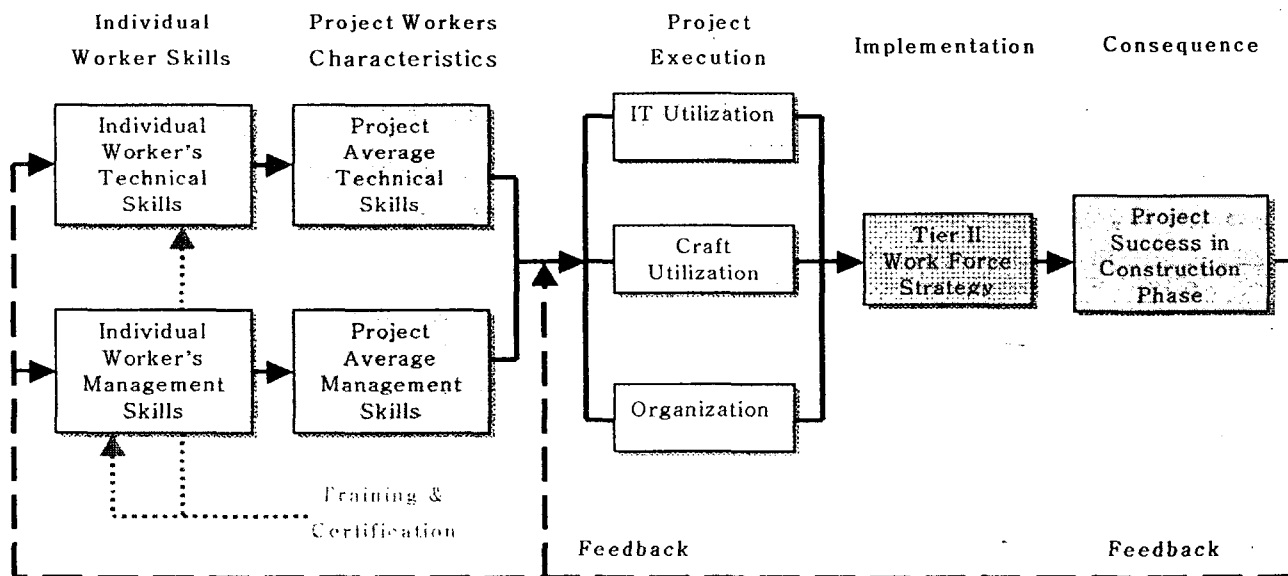 Individual
Worker Skills
Project Workers
Characteristics
Project
Execution
Implementation
Consequence
Individual
Worker's
Technical
Skills
Project
Average
Technical
Skills
IT Utilization
Craft
Utilization
Organization
Tier II
Work Force
Strategy
Project
Success in
Construction
Phase
Individual
Worker's
Management
Skills
Project
Average
Management
Skills
Training &
Certification
Feedback
Feedback